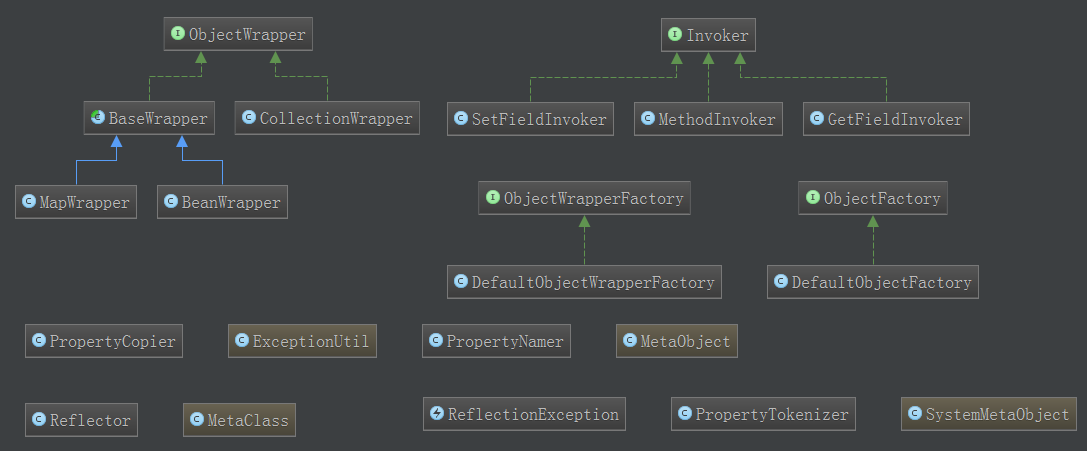 ObjectWrapper
Invoker
BaseWrapper
CollectionWrapper
SetFieldInvoker
MethodInvoker
GetFieldInvoker
MapWrapper
BeanWrapper
ObjectWrapperFactory
ObjectFactory
DefaultObjectWrapperFactory
DefaultObjectFactory
PropertyCopier
ExceptionUtil
PropertyNamer
MetaObject
Reflector
MetaClass
ReflectionException
PropertyTokenizer
SystemMetaObject